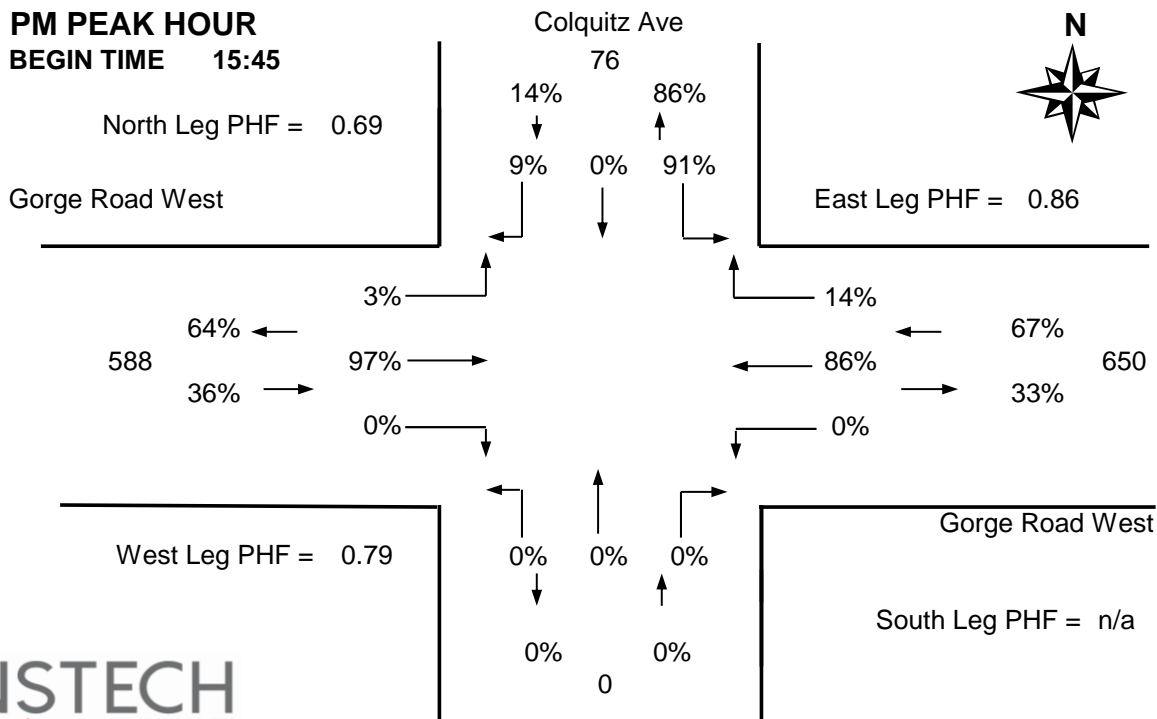 PM PEAK HOUR
BEGIN TIME 15:45
Colquitz Ave
76
N
14% 86%
North Leg PHF = 0.69
9% 0% 91%
Gorge Road West
East Leg PHF = 0.86
3% 14%
64% 67%
588 97% 86% 650
36% 33%
0% 0%
Gorge Road West
West Leg PHF = 0.79
0% 0% 0%
South Leg PHF = n/a
0% 0%
0
NSTECH